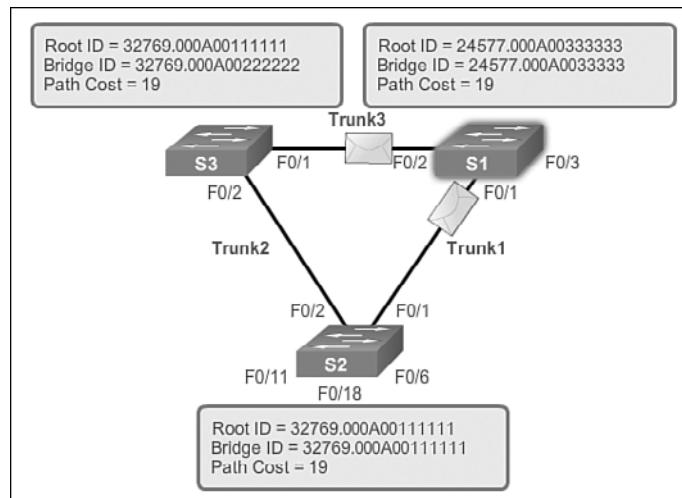 Root ID = 32769.000A00111111
Bridge ID = 32769.000A00222222
Path Cost = 19
Root ID = 24577.000A00333333
Bridge ID = 24577.000A0033333
Path Cost = 19
Trunk3
S3
F0/1
F0/2
S1
F0/3
F0/2
F0/1
Trunk2
Trunk1
F0/2
F0/1
S2
F0/11
F0/6
F0/18
Root ID = 32769.000A00111111
Bridge ID = 32769.000A00111111
Path Cost = 19